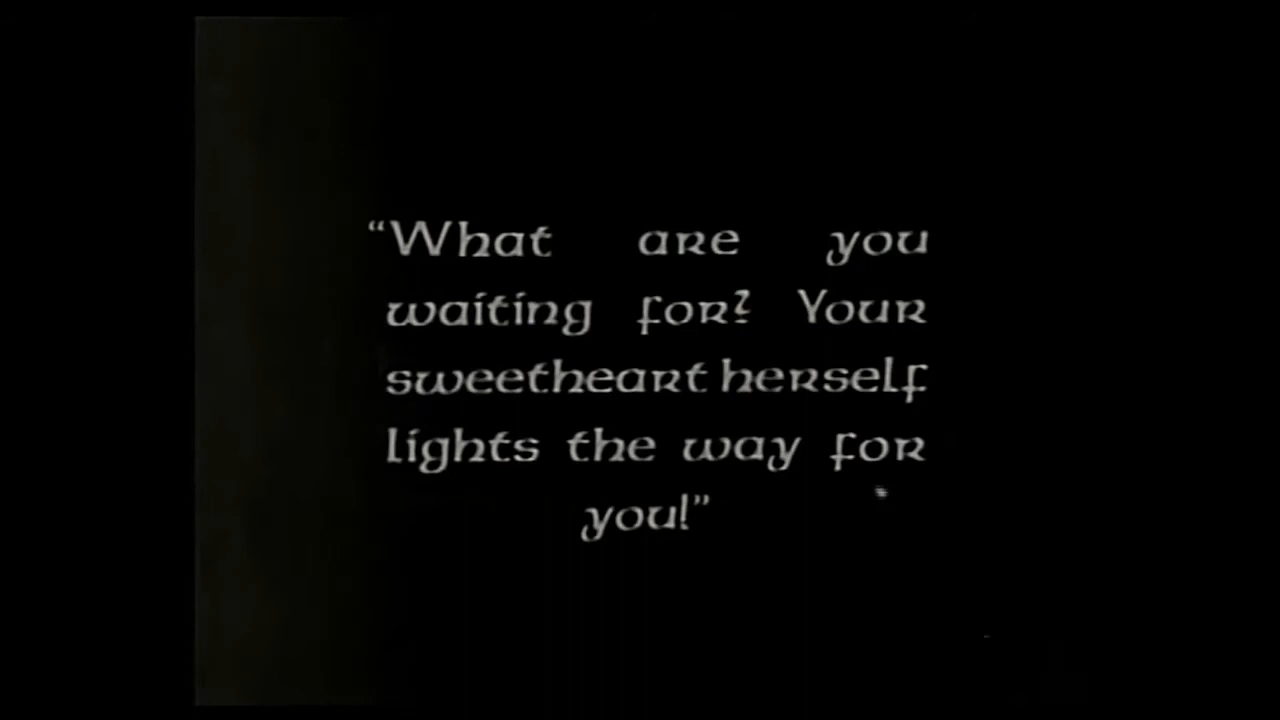 “What are you
waiting for? Your
sweetheart herself
lights the way for
you!”